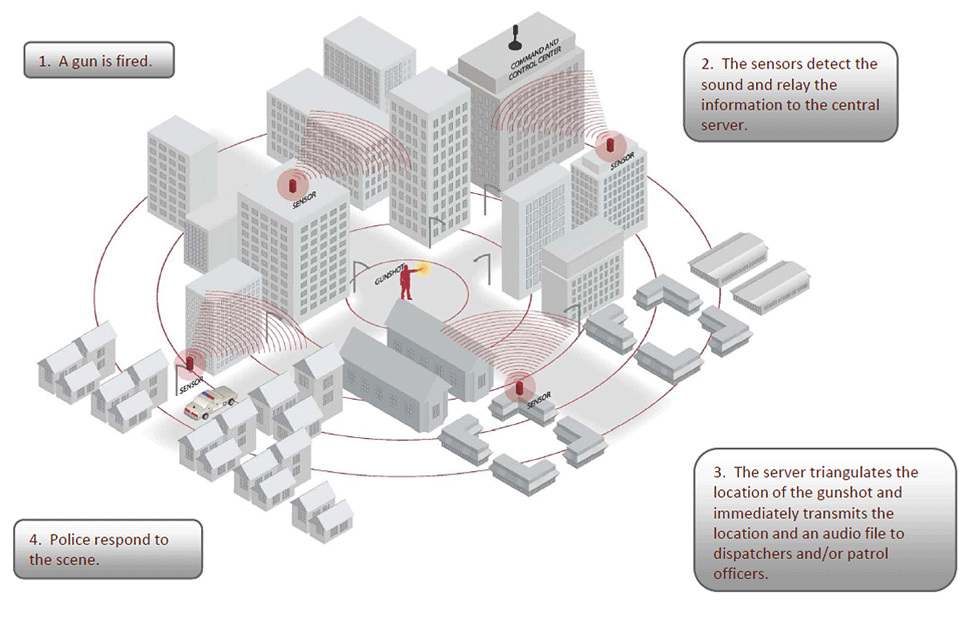 1. A gun is fired.
COMMAND AND
CONTROL CENTER
2. The sensors detect the
sound and relay the
information to the central
server.
SENSOR
SENSOR
GUNSHOT
SENSOR
SENSOR
3. The server triangulates the
location of the gunshot and
immediately transmits the
location and an audio file to
dispatchers and/or patrol
officers.
4. Police respond to
the scene.